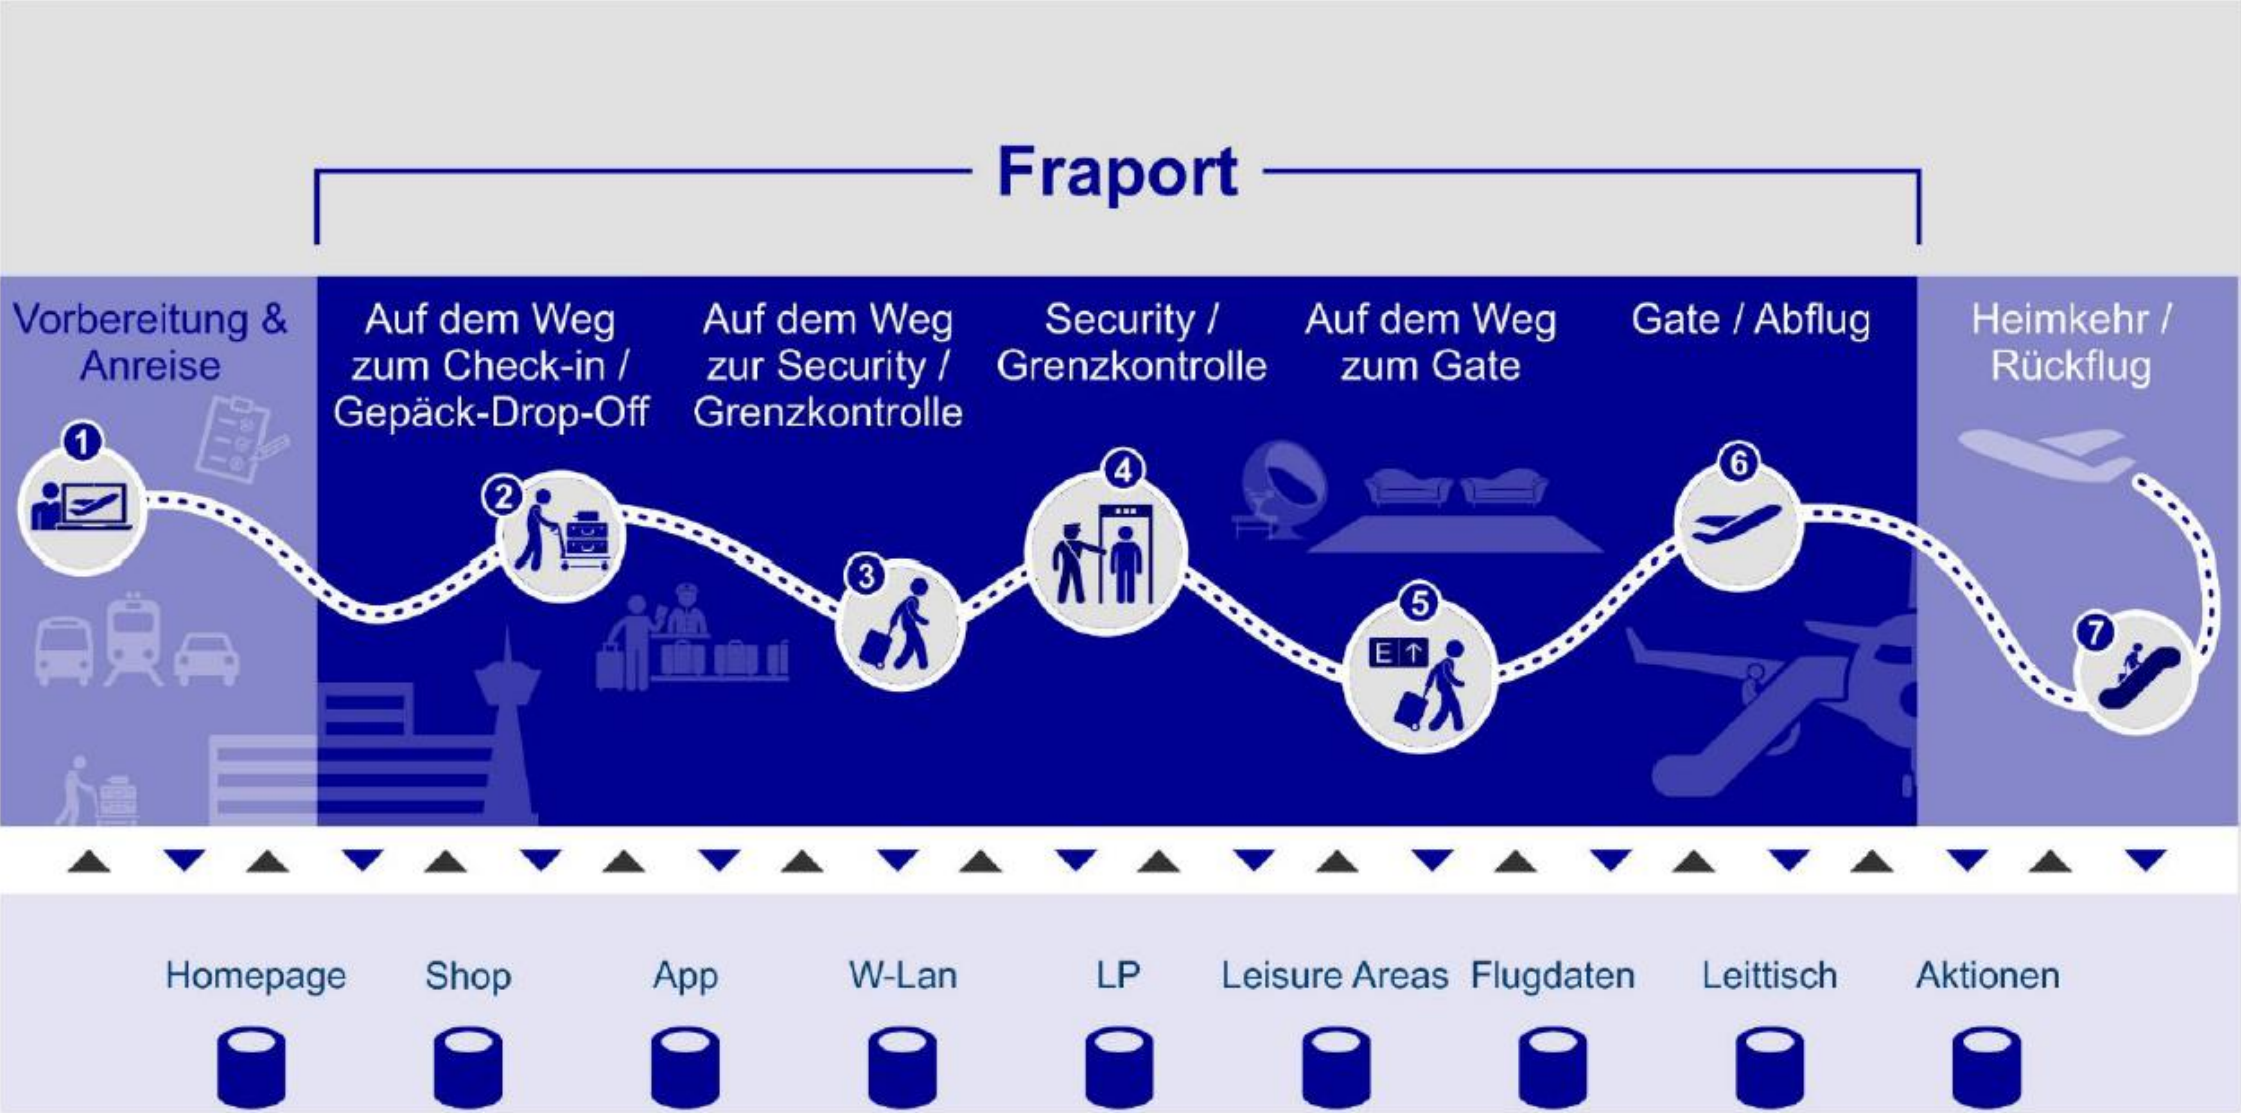 Fraport
Vorbereitung &
Anreise
Auf dem Weg
zum Check-in /
Gepäck-Drop-Off
Auf dem Weg
zur Security /
Grenzkontrolle
Security /
Grenzkontrolle
Auf dem Weg
zum Gate
Gate / Abflug
Heimkehr /
Rückflug
1
2
3
4
5
E ↑
6
7
Homepage
Shop
App
W-Lan
LP
Leisure Areas
Flugdaten
Leittisch
Aktionen